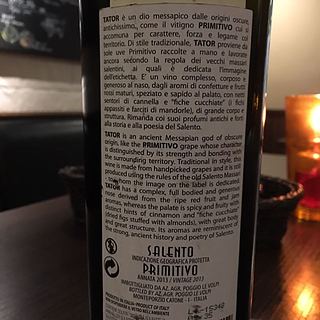 TATOR è un dio messapico dalle origini oscure,
antichissimo, come il vitigno PRIMITIVO cui si
accomuna per carattere, forza e legame col
territorio. Di stile tradizionale, TATOR proviene da
sole uve Primitivo raccolte a mano e lavorate
ancora secondo la regola dei vecchi massari
salentini, ai quali è dedicata l'immagine
dell'etichetta. E' un vino complesso, corposo e
generoso al naso, dagli aromi di confettura e frutti
rossi maturi, speziato e sapido al palato, con netti
sentori di cannella e "fiche cucchiate" (i fichi
appassiti e farciti di mandorle), di grande corpo e
struttura. Rimanda coi suoi profumi antichi e forti
alla storia e alla poesia del Salento.
TATOR is an ancient Messapian god of obscure
origins, like the PRIMITIVO grape whose character
is distinguished by its strength and bonding with
the surrounding territory. Traditional in style, this
wine is made from handpicked grapes and it is still
produced using the rules of the old Salento Massari
to whom the image on the label is dedicated.
TATOR has a complex, full bodied and generous
nose derived from the ripe red fruit and jam
aromas, whereas the palate is spicy and fruity with
distinct hints of cinnamon and "fiche cucchiate"
(dried figs stuffed with almonds), with great body
and great structure. Its aromas are reminiscent of
the strong, ancient history and poetry of Salento.
SALENTO
INDICAZIONE GEOGRAFICA PROTETTA
PRIMITIVO
ANNATA 2013 / VINTAGE 2013
IMBOTTIGLIATO DA AZ. AGR. POGGIO LE VOLPI
BOTTLED BY AZ. AGR. POGGIO LE VOLPI
MONTEPORZIO CATONE - I - ITALIA
PRODOTTO IN ITALIA - PRODUCT OF ITALY